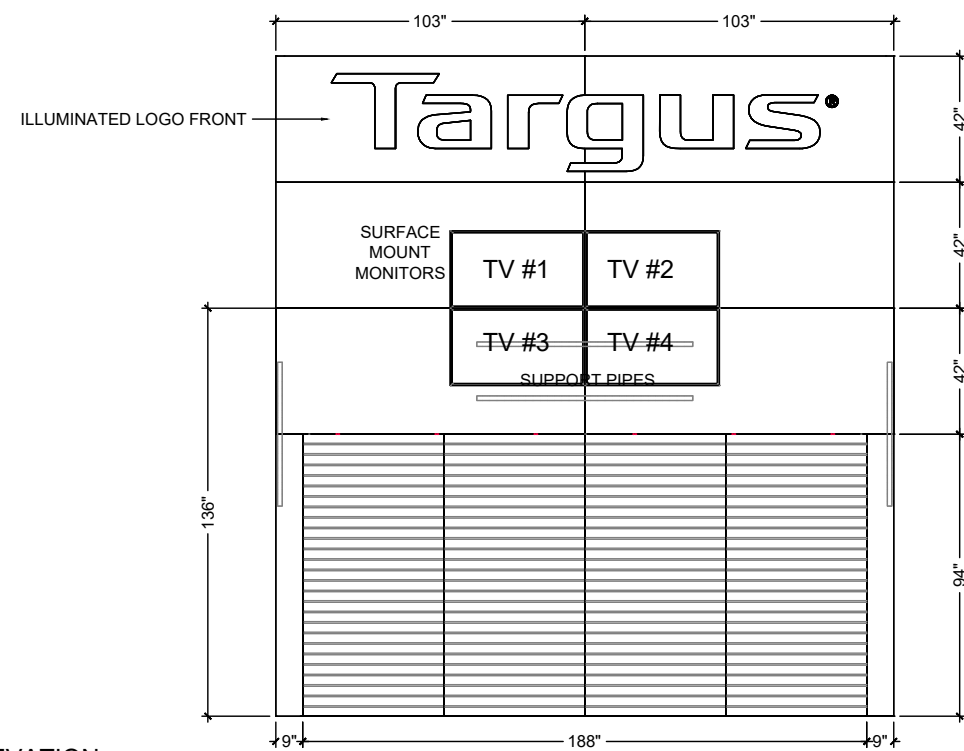 103"
103"
Targus®
ILLUMINATED LOGO FRONT
42"
SURFACE
MOUNT
MONITORS
42"
TV #1
TV #2
TV #3
TV #4
42"
SUPPORT PIPES
136"
94"
9"
188"
9"